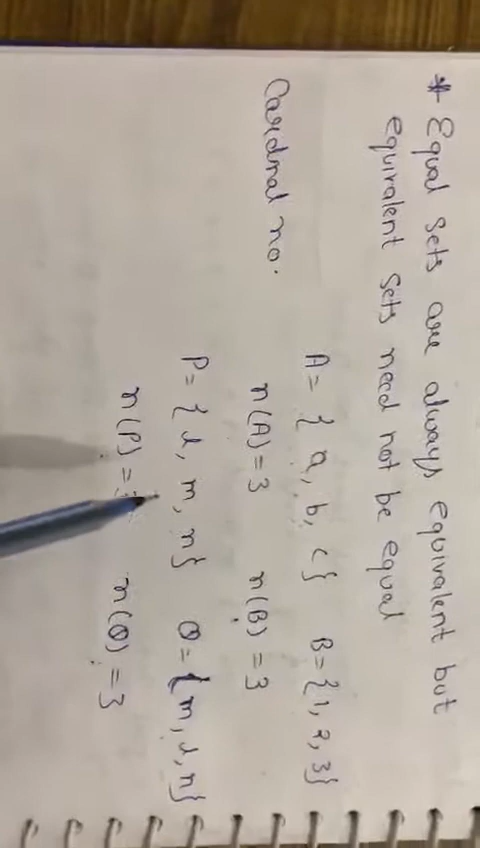 * Equal sets are always equivalent but
equivalent sets need not be equal
A = { a, b, c} B = {1, 2, 3}
Cardinal no. n(A) = 3 n(B) = 3
P = { l, m, n} Q = {m, l, n}
n(P) = n(Q) = 3